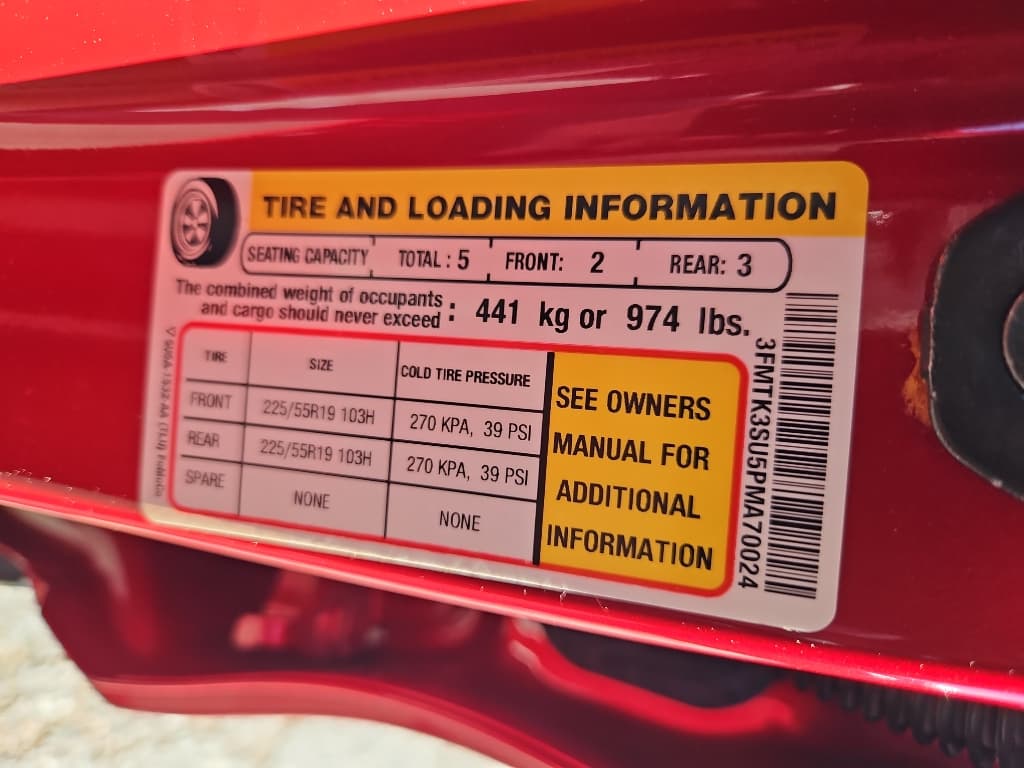 TIRE AND LOADING INFORMATION
SEATING CAPACITY TOTAL : 5 FRONT: 2 REAR: 3
The combined weight of occupants
and cargo should never exceed : 441 kg or 974 lbs.
TIRE SIZE COLD TIRE PRESSURE
FRONT 225/55R19 103H 270 KPA, 39 PSI
REAR 225/55R19 103H 270 KPA, 39 PSI
SPARE NONE NONE
SEE OWNERS
MANUAL FOR
ADDITIONAL
INFORMATION
3FMTK3SU5PMA70024
1532 AA (TLU)